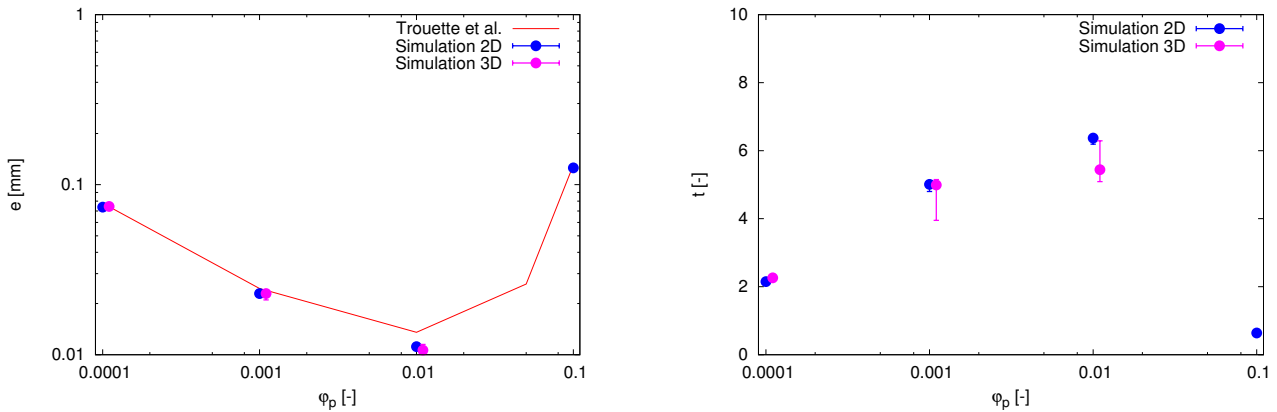 Trouette et al.
Simulation 2D
Simulation 3D
e [mm]
1
0.1
0.01
0.0001
0.001
0.01
0.1
φp [-]
Simulation 2D
Simulation 3D
t [-]
10
8
6
4
2
0
0.0001
0.001
0.01
0.1
φp [-]